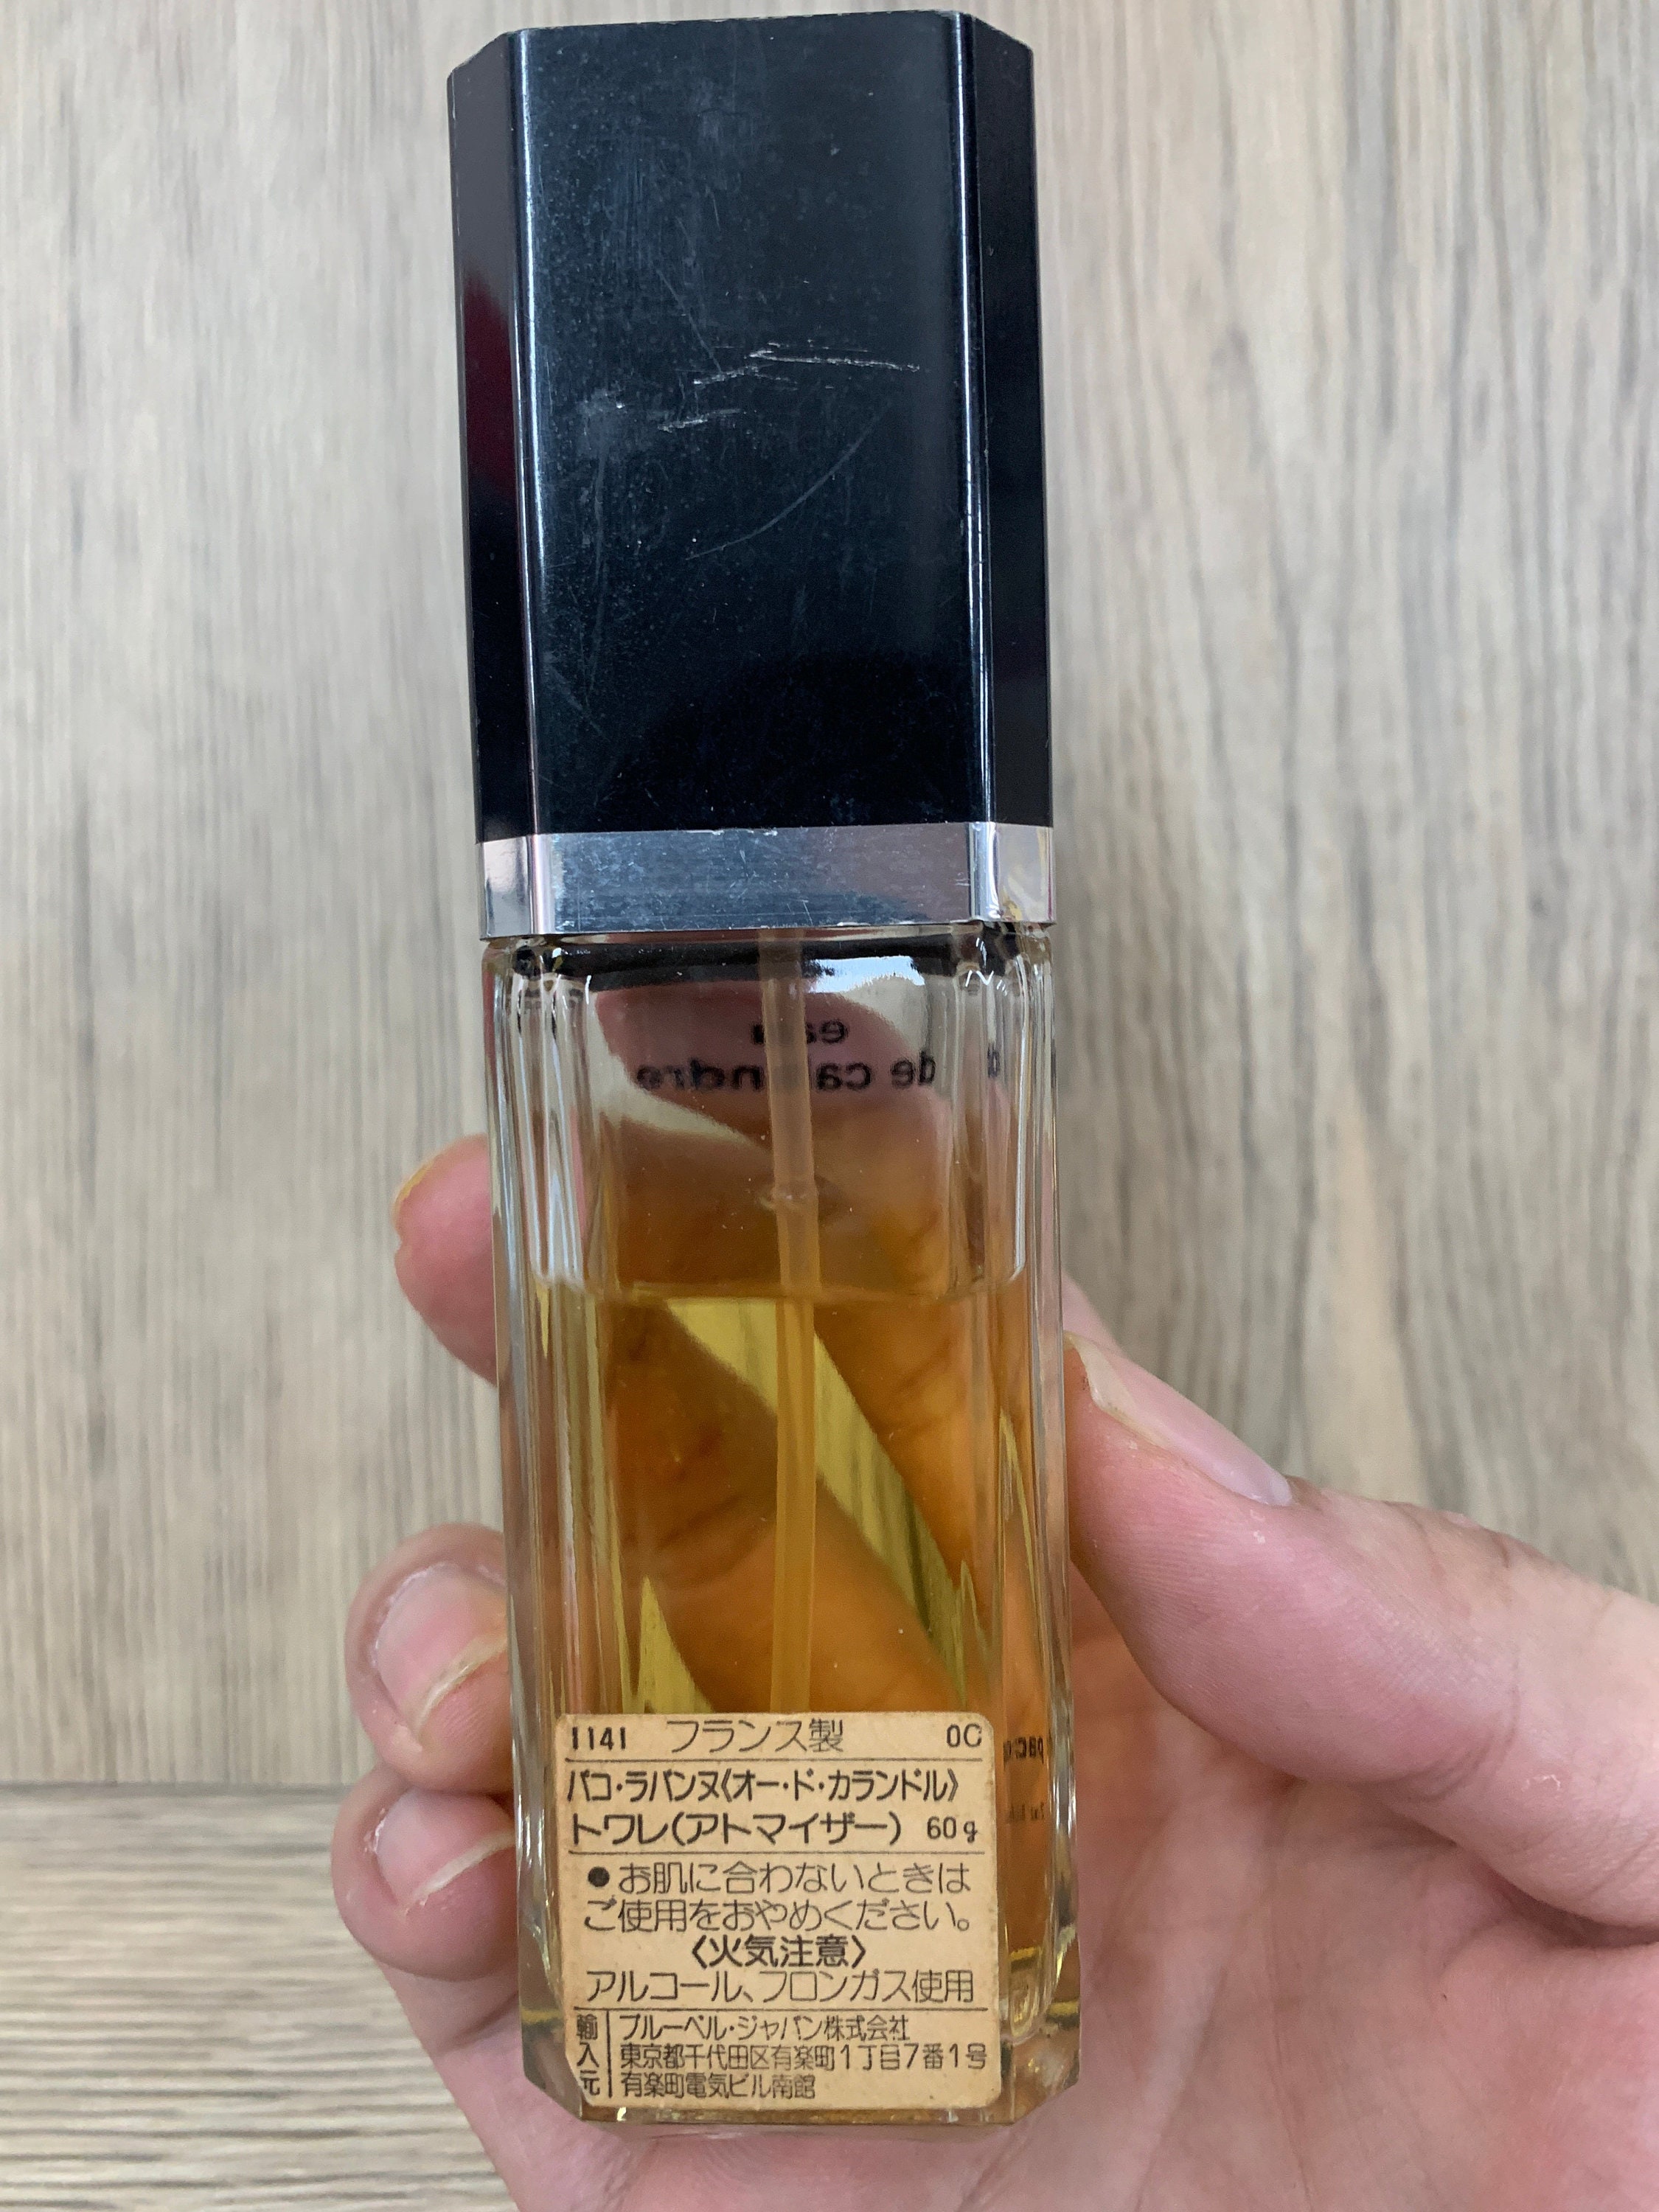 eau
de calandre
1141 フランス製 0C
パコ・ラバンヌ〈オー・ド・カランドル〉
トワレ(アトマイザー) 60g
●お肌に合わないときは
ご使用をおやめください。
〈火気注意〉
アルコール、フロンガス使用
輸入元
ブルーベル・ジャパン株式会社
東京都千代田区有楽町1丁目7番1号
有楽町電気ビル南館